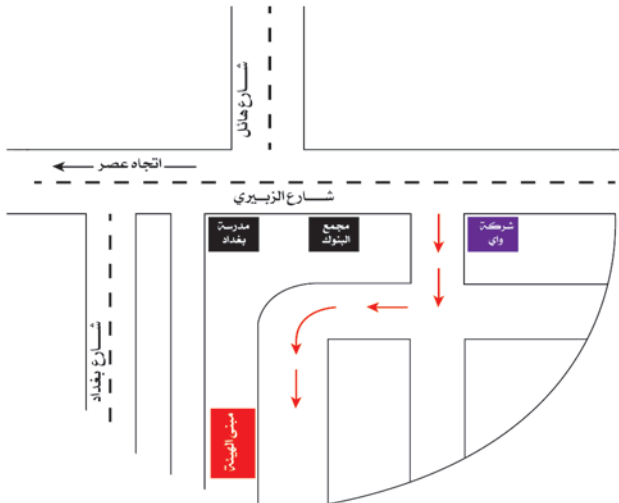 شارع هائل
اتجاه عصر
شارع الزبيري
شركة
واي
مجمع
البنوك
مدرسة
بغداد
شارع بغداد
مبنى الهيئة